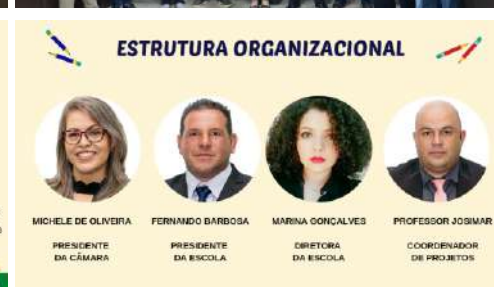 ESTRUTURA ORGANIZACIONAL
MICHELE DE OLIVEIRA
PRESIDENTE
DA CÂMARA
FERNANDO BARBOSA
PRESIDENTE
DA ESCOLA
MARINA GONÇALVES
DIRETORA
DA ESCOLA
PROFESSOR JOSIMAR
COORDENADOR
DE PROJETOS